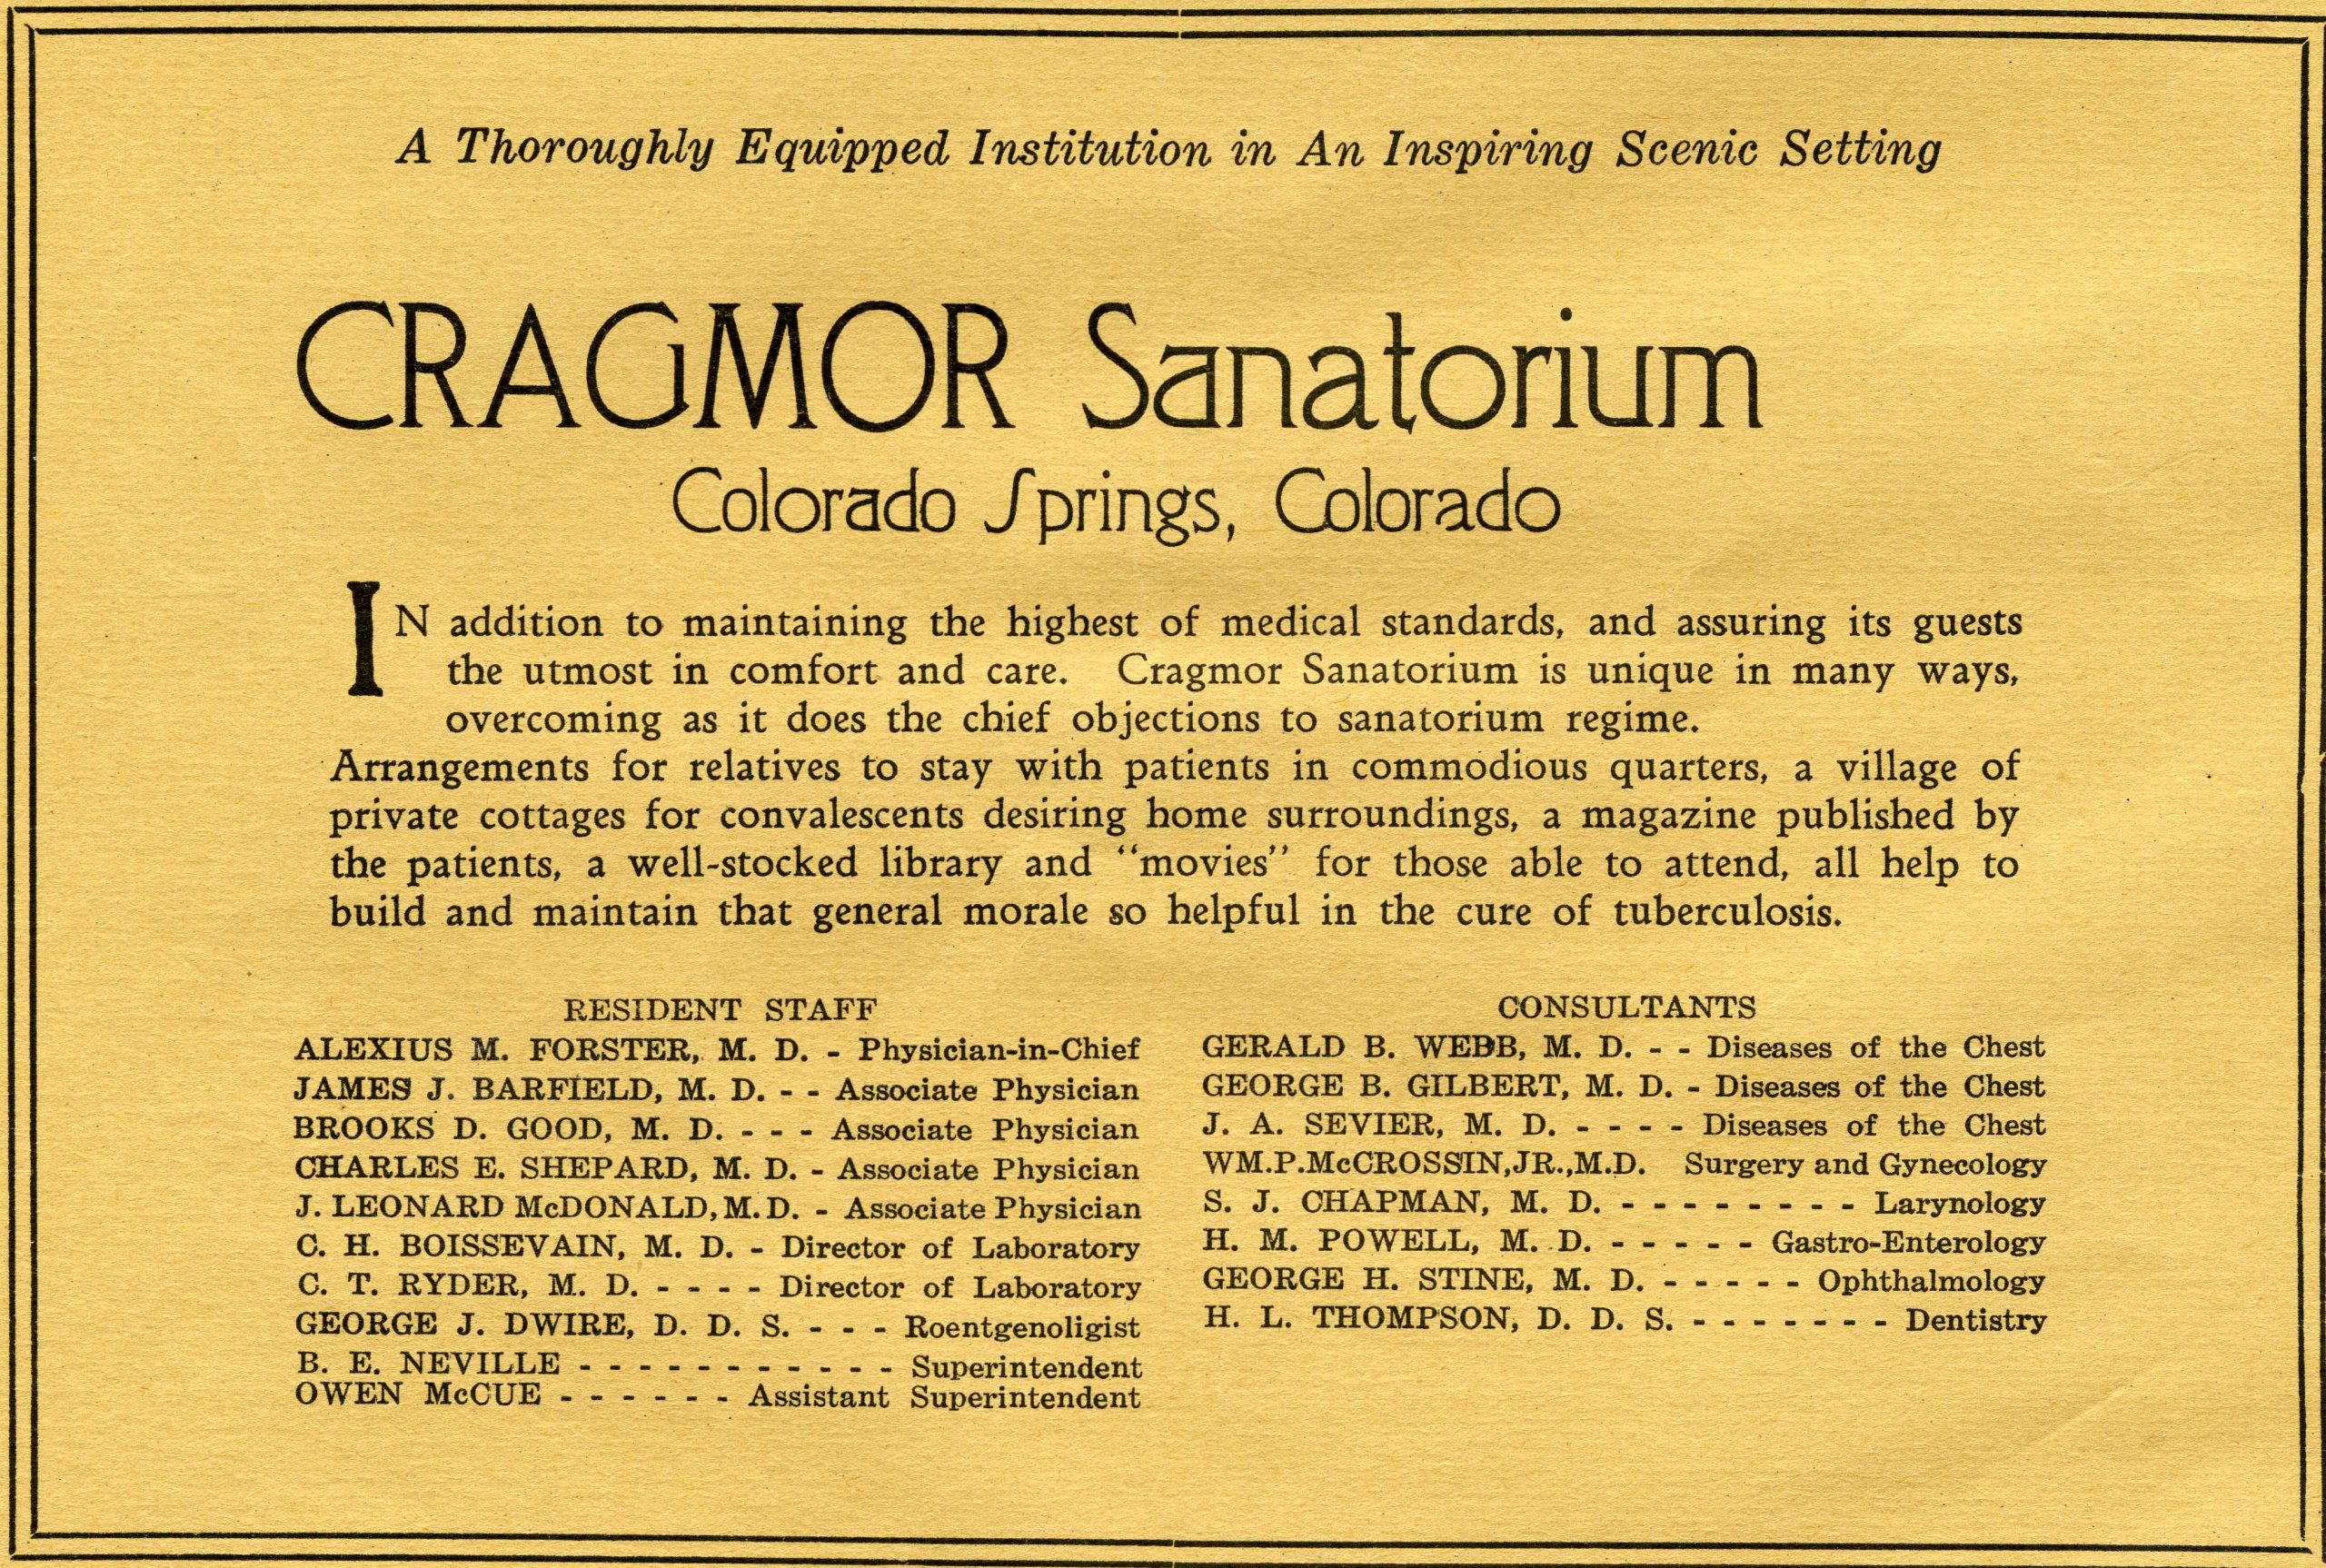 A Thoroughly Equipped Institution in An Inspiring Scenic Setting
CRAGMOR Sanatorium
Colorado Springs, Colorado
IN addition to maintaining the highest of medical standards, and assuring its guests
the utmost in comfort and care. Cragmor Sanatorium is unique in many ways,
overcoming as it does the chief objections to sanatorium regime.
Arrangements for relatives to stay with patients in commodious quarters, a village of
private cottages for convalescents desiring home surroundings, a magazine published by
the patients, a well-stocked library and "movies" for those able to attend, all help to
build and maintain that general morale so helpful in the cure of tuberculosis.
RESIDENT STAFF
ALEXIUS M. FORSTER, M. D. - Physician-in-Chief
JAMES J. BARFIELD, M. D. - - Associate Physician
BROOKS D. GOOD, M. D. - - - Associate Physician
CHARLES E. SHEPARD, M. D. - Associate Physician
J. LEONARD McDONALD, M. D. - Associate Physician
C. H. BOISSEVAIN, M. D. - Director of Laboratory
C. T. RYDER, M. D. - - - - Director of Laboratory
GEORGE J. DWIRE, D. D. S. - - - Roentgenoligist
B. E. NEVILLE - - - - - - - - - - - Superintendent
OWEN McCUE - - - - - - Assistant Superintendent
CONSULTANTS
GERALD B. WEBB, M. D. - - Diseases of the Chest
GEORGE B. GILBERT, M. D. - Diseases of the Chest
J. A. SEVIER, M. D. - - - - Diseases of the Chest
WM.P.McCROSSIN,JR.,M.D. Surgery and Gynecology
S. J. CHAPMAN, M. D. - - - - - - - - Larynology
H. M. POWELL, M. D. - - - - - Gastro-Enterology
GEORGE H. STINE, M. D. - - - - - Ophthalmology
H. L. THOMPSON, D. D. S. - - - - - - - Dentistry